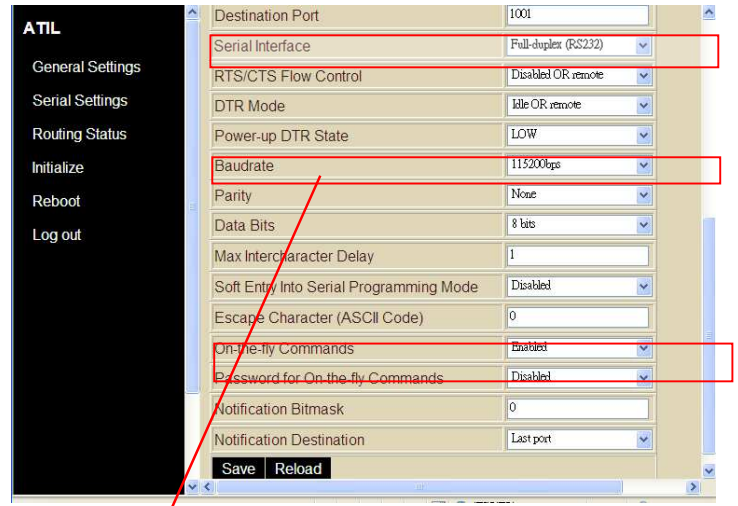 ATIL
General Settings
Serial Settings
Routing Status
Initialize
Reboot
Log out
Destination Port 1001
Serial Interface Full-duplex (RS232)
RTS/CTS Flow Control Disabled OR remote
DTR Mode Idle OR remote
Power-up DTR State LOW
Baudrate 115200bps
Parity None
Data Bits 8 bits
Max Intercharacter Delay 1
Soft Entry Into Serial Programming Mode Disabled
Escape Character (ASCII Code) 0
On-the-fly Commands Enabled
Password for On-the-fly Commands Disabled
Notification Bitmask 0
Notification Destination Last port
Save Reload